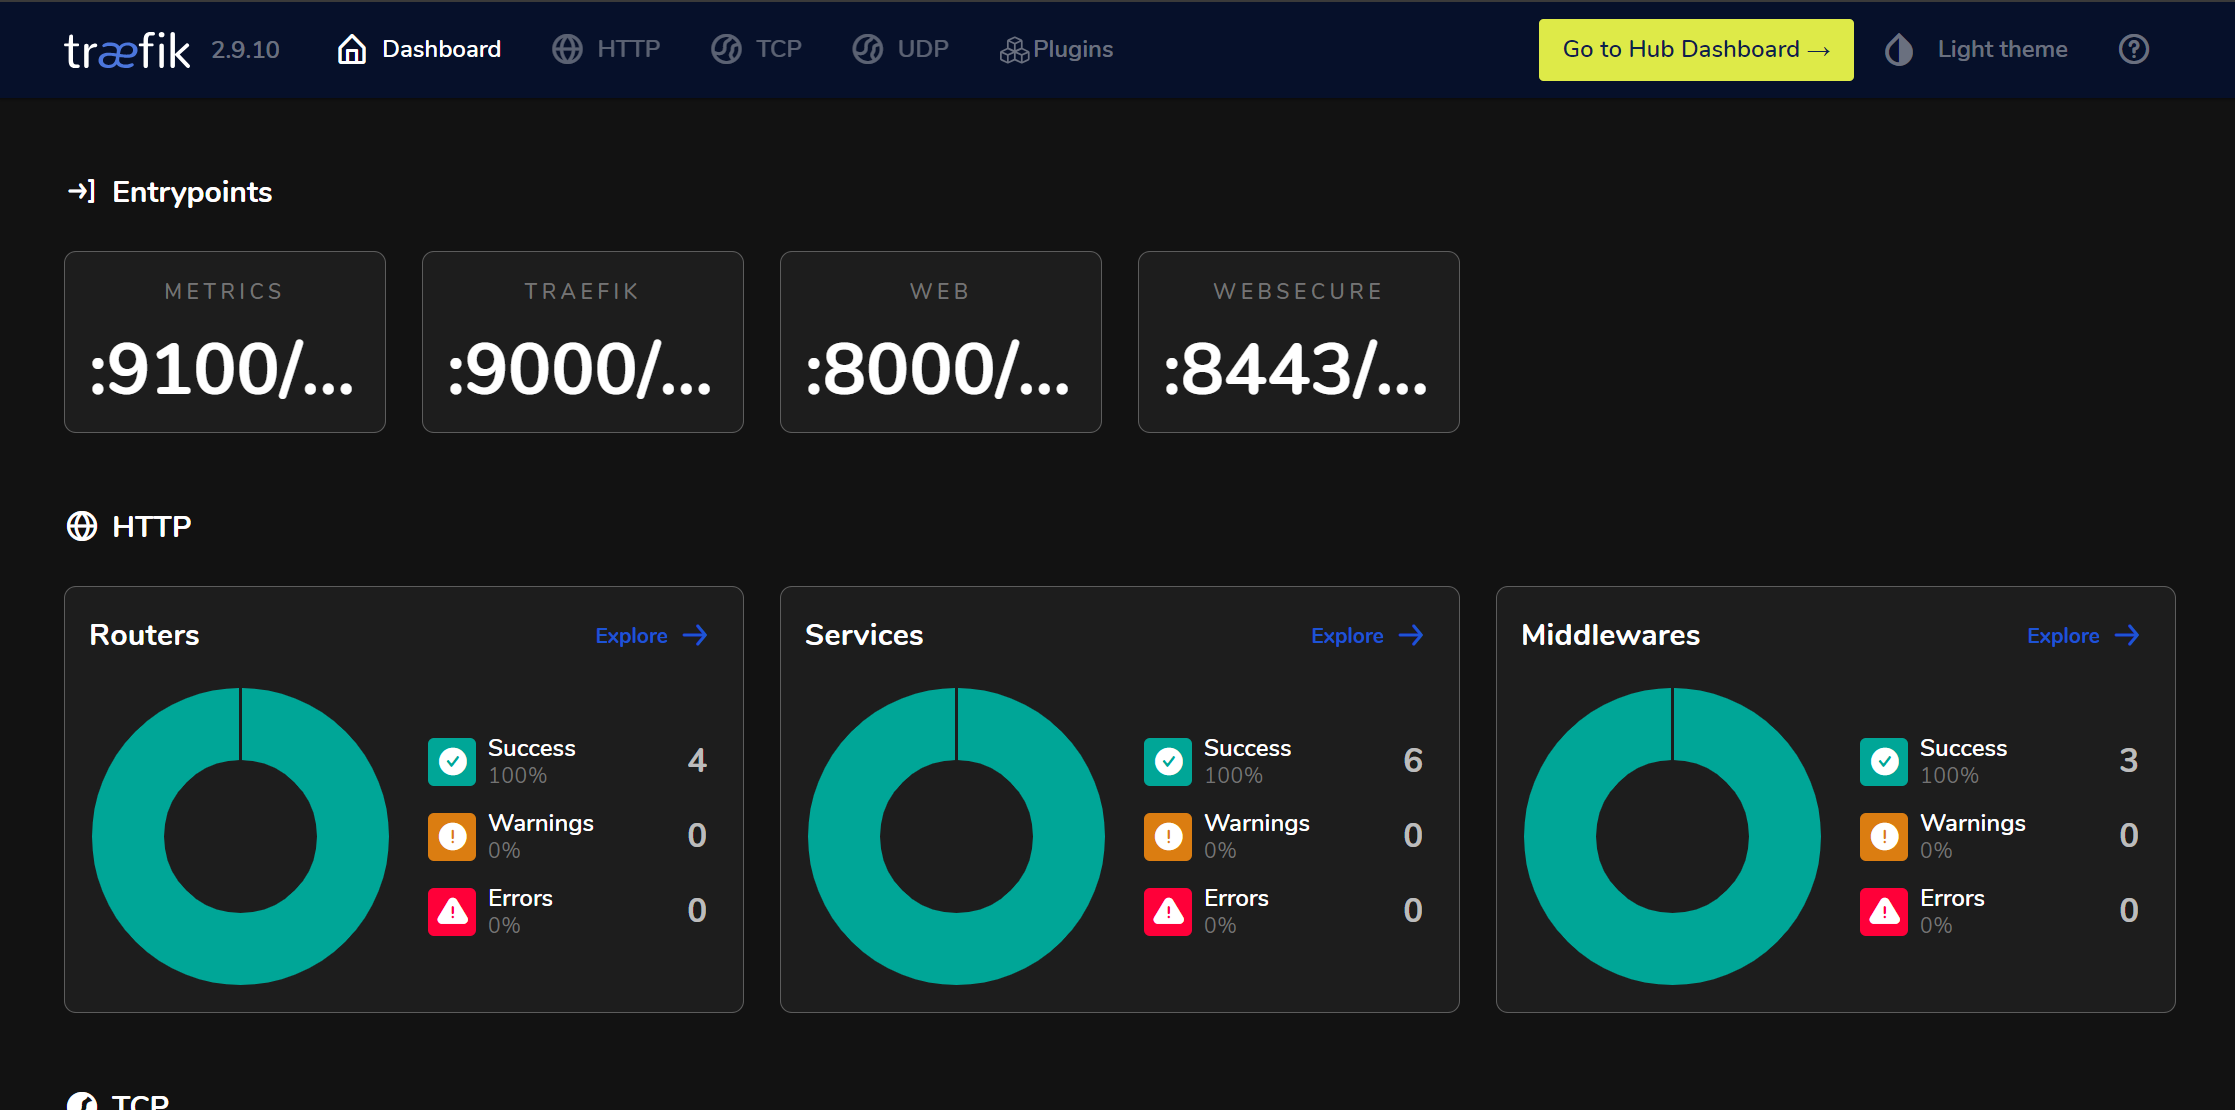 træfik 2.9.10 Dashboard HTTP TCP UDP Plugins Go to Hub Dashboard → Light theme
Entrypoints
METRICS
:9100/...
TRAEFIK
:9000/...
WEB
:8000/...
WEBSECURE
:8443/...
HTTP
Routers Explore
Success 4
100%
Warnings 0
0%
Errors 0
0%
Services Explore
Success 6
100%
Warnings 0
0%
Errors 0
0%
Middlewares Explore
Success 3
100%
Warnings 0
0%
Errors 0
0%
TCP